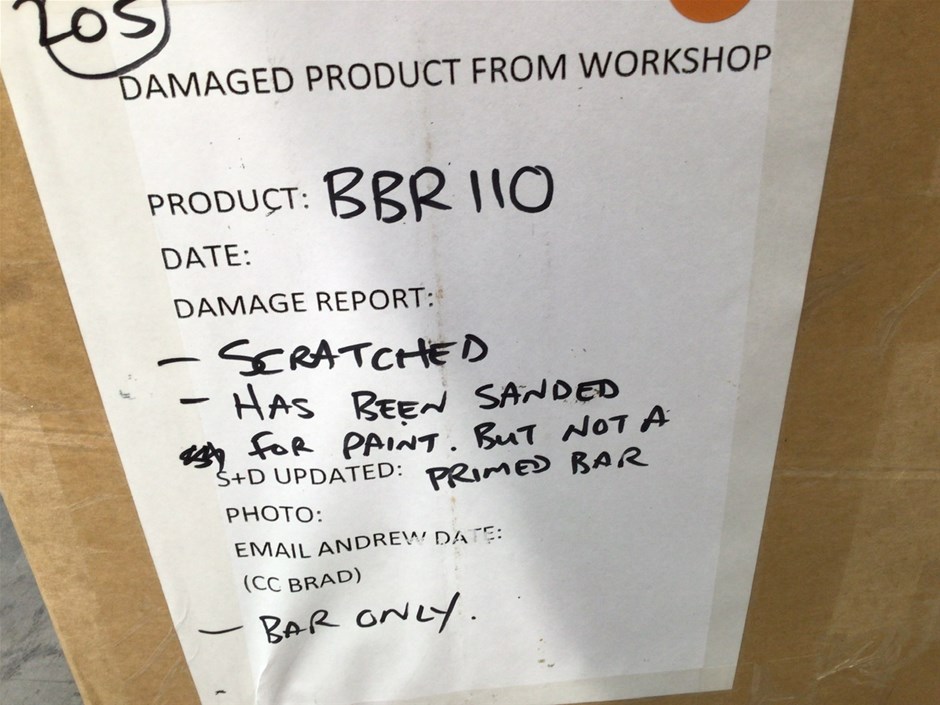 205
DAMAGED PRODUCT FROM WORKSHOP
PRODUCT: BBR 110
DATE:
DAMAGE REPORT:
- SCRATCHED
- HAS BEEN SANDED
FOR PAINT. BUT NOT A
PRIMED BAR
S+D UPDATED:
PHOTO:
EMAIL ANDREW DATE:
(CC BRAD)
- BAR ONLY.